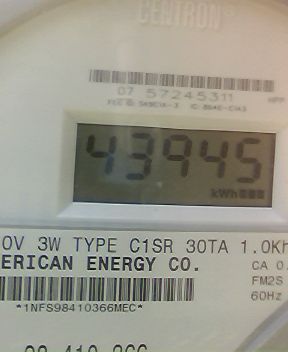 CENTRON®
07 57245311
43945
kWh
0V 3W TYPE C1SR 30TA 1.0Kh
ERICAN ENERGY CO.
CA 0.
FM2S
60Hz
*1NFS98410366MEC*